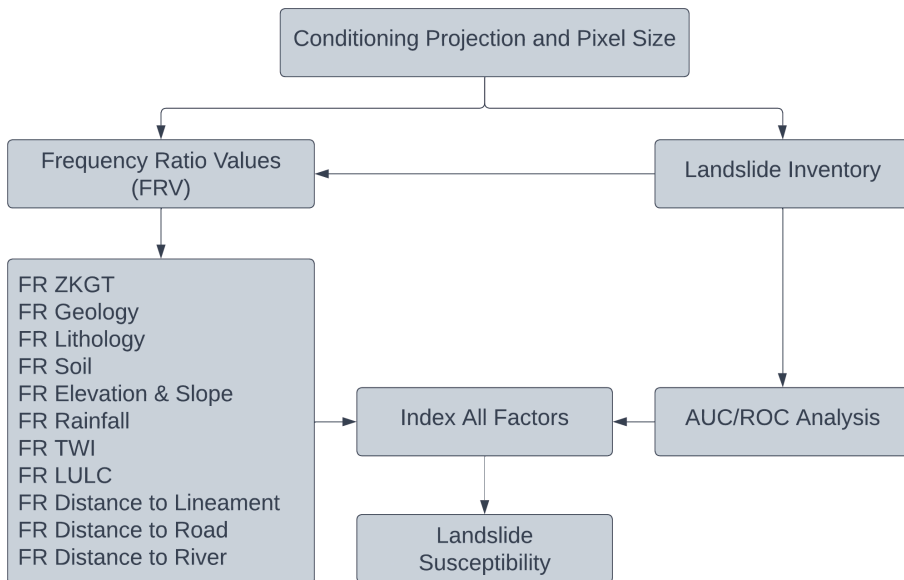 Conditioning Projection and Pixel Size
Frequency Ratio Values
(FRV)
Landslide Inventory
FR ZKGT
FR Geology
FR Lithology
FR Soil
FR Elevation & Slope
FR Rainfall
FR TWI
FR LULC
FR Distance to Lineament
FR Distance to Road
FR Distance to River
Index All Factors
AUC/ROC Analysis
Landslide
Susceptibility